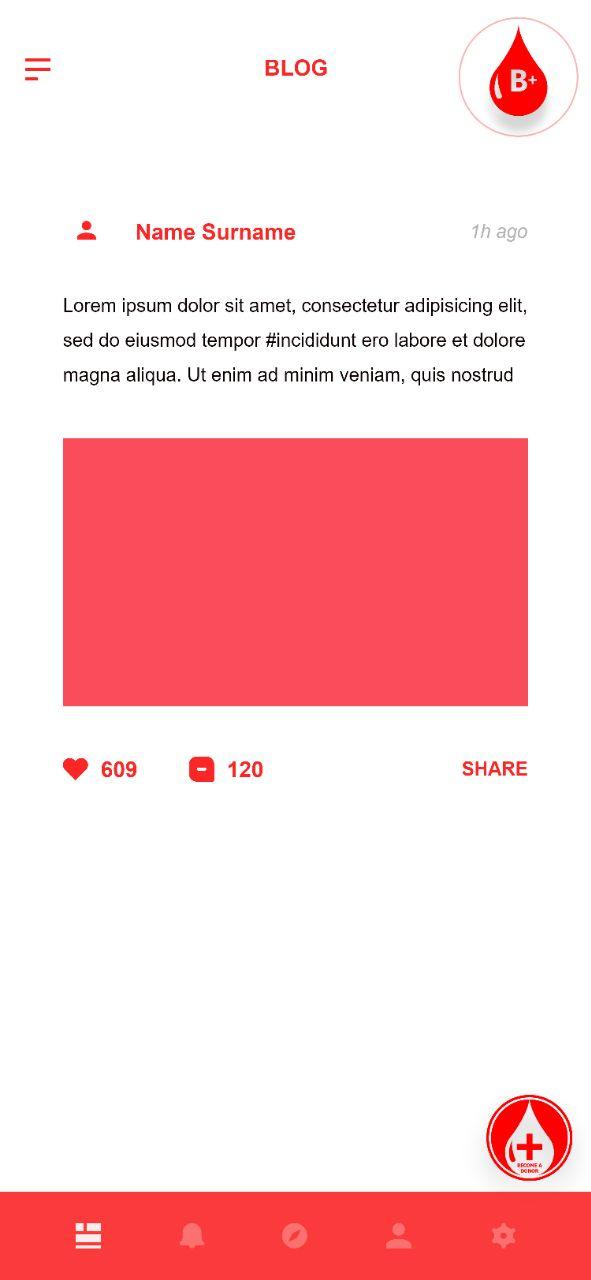 BLOG
B+
Name Surname
1h ago
Lorem ipsum dolor sit amet, consectetur adipisicing elit,
sed do eiusmod tempor #incididunt ero labore et dolore
magna aliqua. Ut enim ad minim veniam, quis nostrud
609
120
SHARE
BECOME A
DONOR